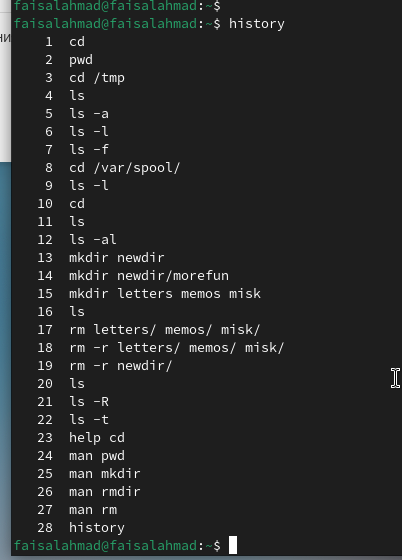 faisalahmad@faisalahmad:~$
faisalahmad@faisalahmad:~$ history
1 cd
2 pwd
3 cd /tmp
4 ls
5 ls -a
6 ls -l
7 ls -f
8 cd /var/spool/
9 ls -l
10 cd
11 ls
12 ls -al
13 mkdir newdir
14 mkdir newdir/morefun
15 mkdir letters memos misk
16 ls
17 rm letters/ memos/ misk/
18 rm -r letters/ memos/ misk/
19 rm -r newdir/
20 ls
21 ls -R
22 ls -t
23 help cd
24 man pwd
25 man mkdir
26 man rmdir
27 man rm
28 history
faisalahmad@faisalahmad:~$